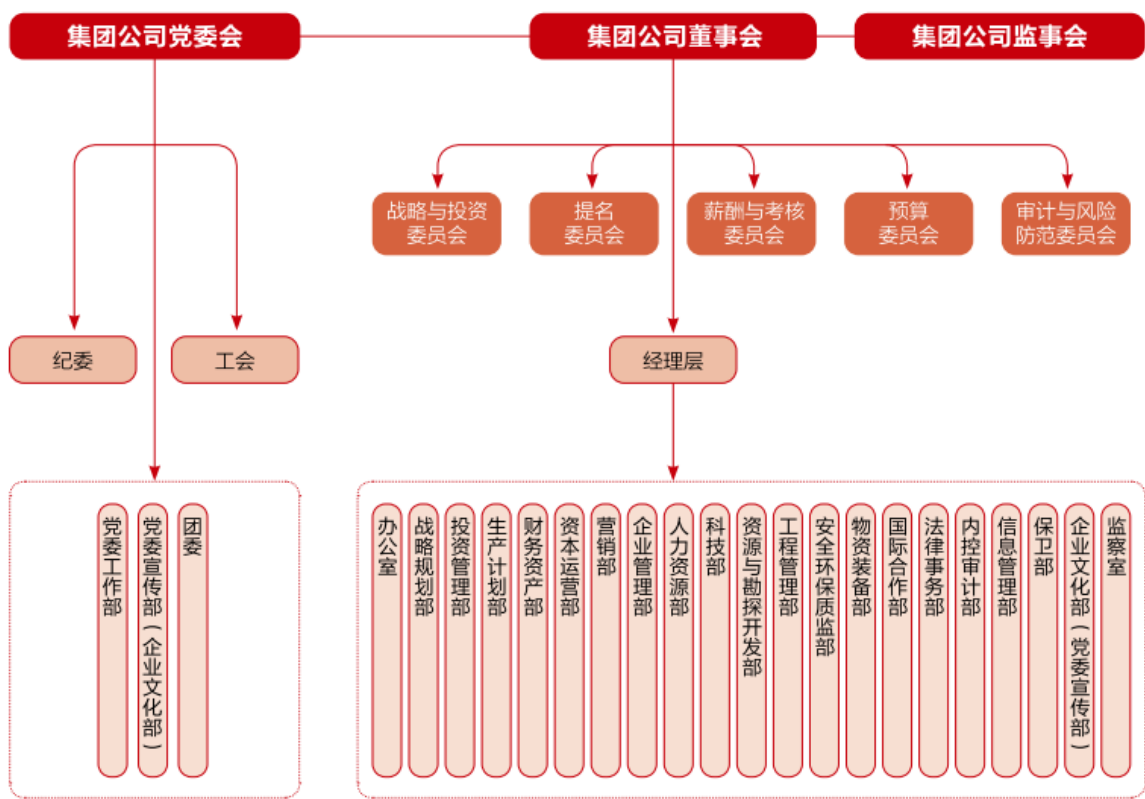 集团公司党委会
集团公司董事会
集团公司监事会
战略与投资
委员会
提名
委员会
薪酬与考核
委员会
预算
委员会
审计与风险
防范委员会
纪委
工会
经理层
党委工作部
党委宣传部(企业文化部)
团委
办公室
战略规划部
投资管理部
生产计划部
财务资产部
资本运营部
营销部
企业管理部
人力资源部
科技部
资源与勘探开发部
工程管理部
安全环保质监部
物资装备部
国际合作部
法律事务部
内控审计部
信息管理部
保卫部
企业文化部(党委宣传部)
监察室